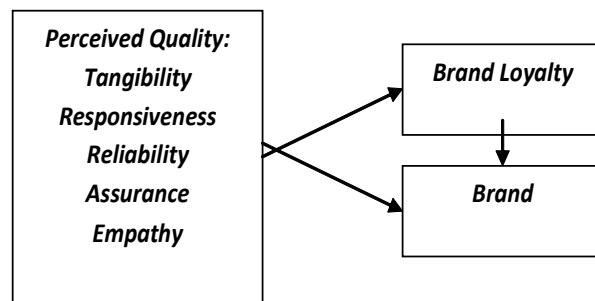 Perceived Quality:
Tangibility
Responsiveness
Reliability
Assurance
Empathy
Brand Loyalty
Brand